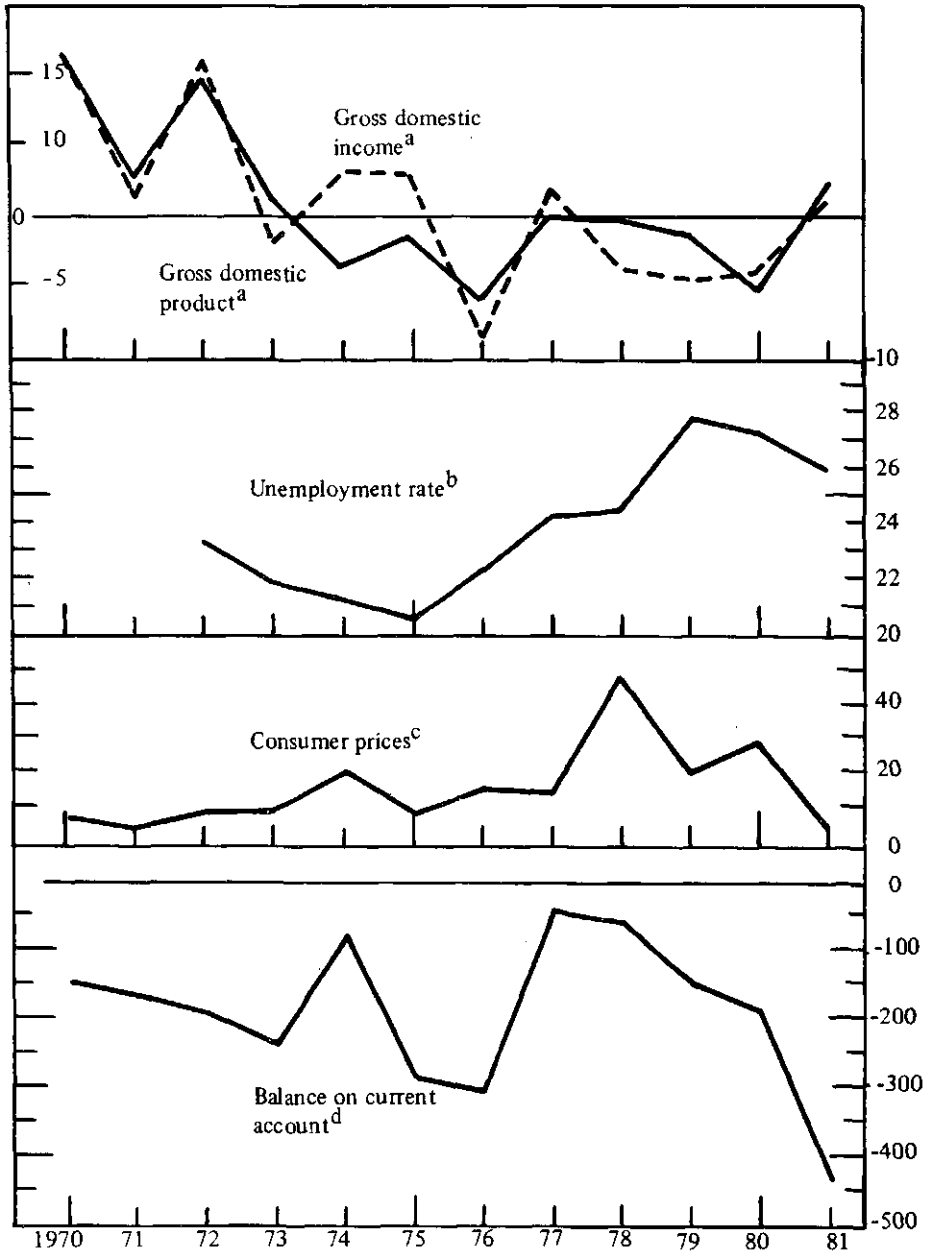 15
10
0
-5
-10
Gross domestic
income^a
Gross domestic
product^a
28
26
24
22
20
Unemployment rate^b
40
20
0
Consumer prices^c
0
-100
-200
-300
-400
-500
Balance on current
account^d
1970 71 72 73 74 75 76 77 78 79 80 81